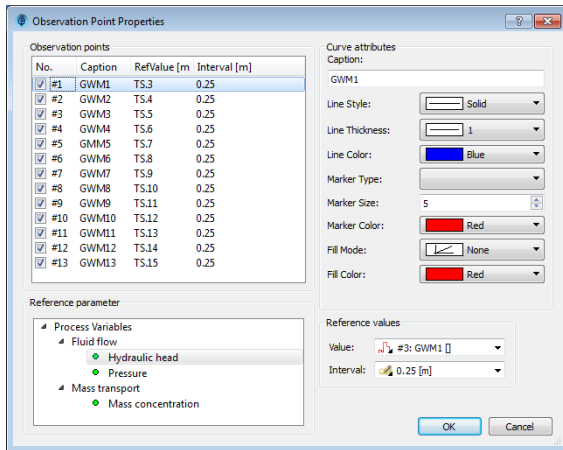 Observation Point Properties
Observation points
No. Caption RefValue [m Interval [m]
#1 GWM1 TS.3 0.25
#2 GWM2 TS.4 0.25
#3 GWM3 TS.5 0.25
#4 GWM4 TS.6 0.25
#5 GMM5 TS.7 0.25
#6 GWM6 TS.8 0.25
#7 GWM7 TS.9 0.25
#8 GWM8 TS.10 0.25
#9 GWM9 TS.11 0.25
#10 GWM10 TS.12 0.25
#11 GWM11 TS.13 0.25
#12 GWM12 TS.14 0.25
#13 GWM13 TS.15 0.25
Reference parameter
Process Variables
Fluid flow
Hydraulic head
Pressure
Mass transport
Mass concentration
Curve attributes
Caption:
GWM1
Line Style: Solid
Line Thickness: 1
Line Color: Blue
Marker Type:
Marker Size: 5
Marker Color: Red
Fill Mode: None
Fill Color: Red
Reference values
Value: #3: GWM1 []
Interval: 0.25 [m]
OK Cancel